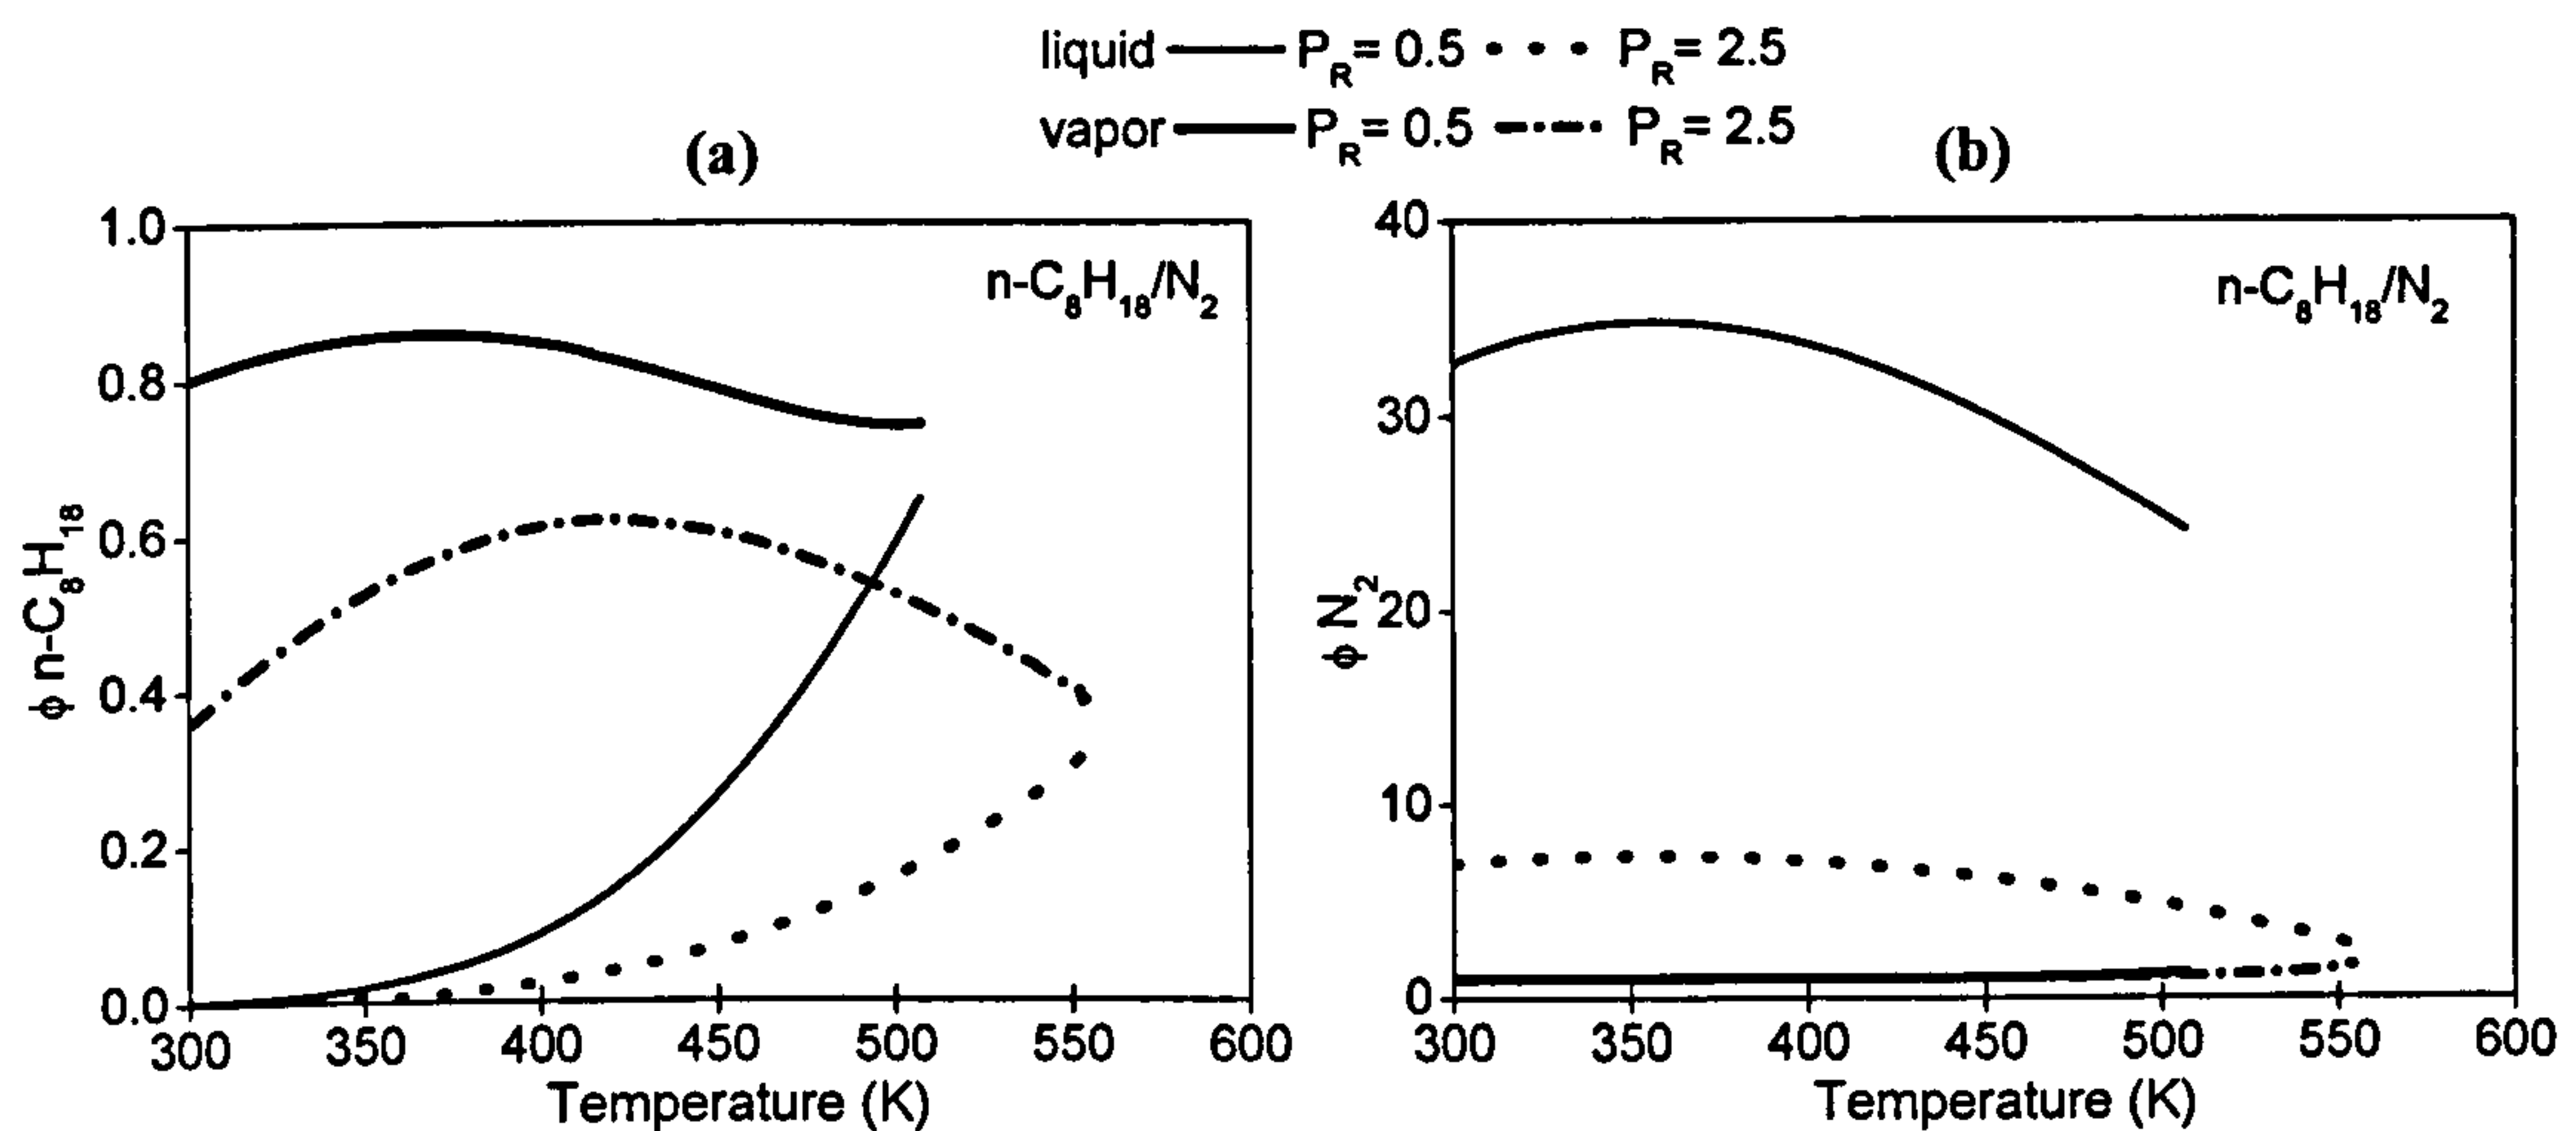 liquid P_R = 0.5 P_R = 2.5
vapor P_R = 0.5 P_R = 2.5
(a)
(b)
1.0
0.8
0.6
0.4
0.2
0.0
φ n-C₈H₁₈
n-C₈H₁₈/N₂
300 350 400 450 500 550 600
Temperature (K)
40
30
20
10
0
φ N₂
n-C₈H₁₈/N₂
300 350 400 450 500 550 600
Temperature (K)